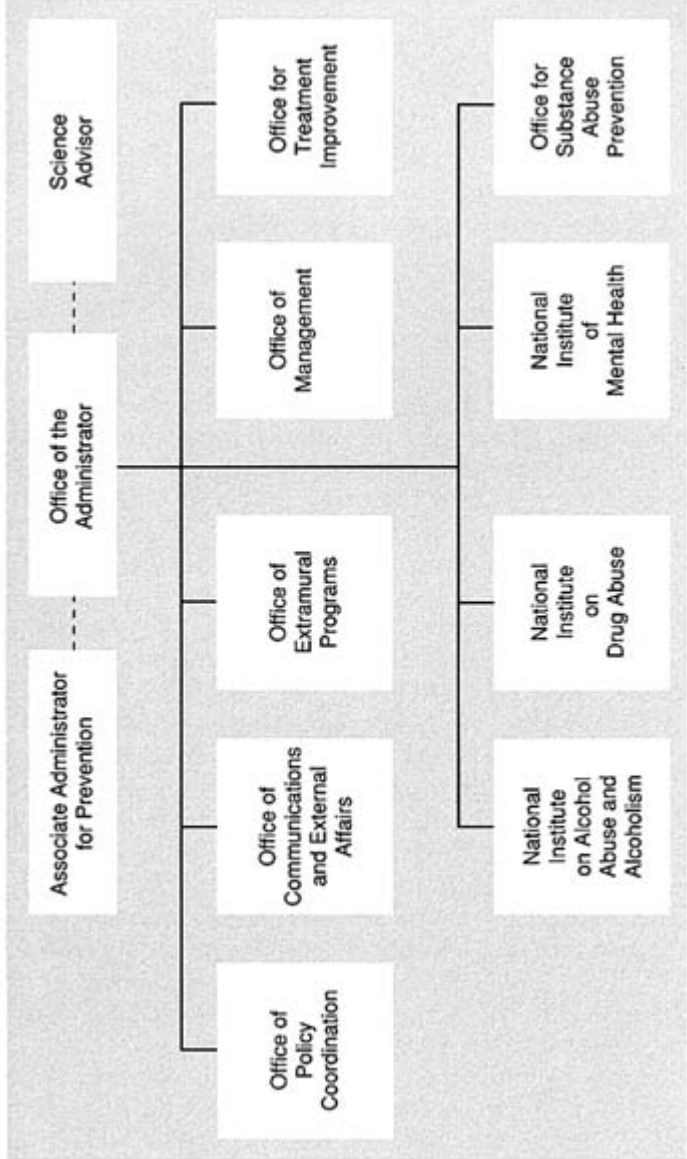 Associate Administrator
for Prevention
Office of the
Administrator
Science
Advisor
Office of
Policy
Coordination
Office of
Communications
and External
Affairs
Office of
Extramural
Programs
Office of
Management
Office for
Treatment
Improvement
National
Institute
on Alcohol
Abuse and
Alcoholism
National
Institute
on
Drug Abuse
National
Institute
of
Mental Health
Office for
Substance
Abuse
Prevention